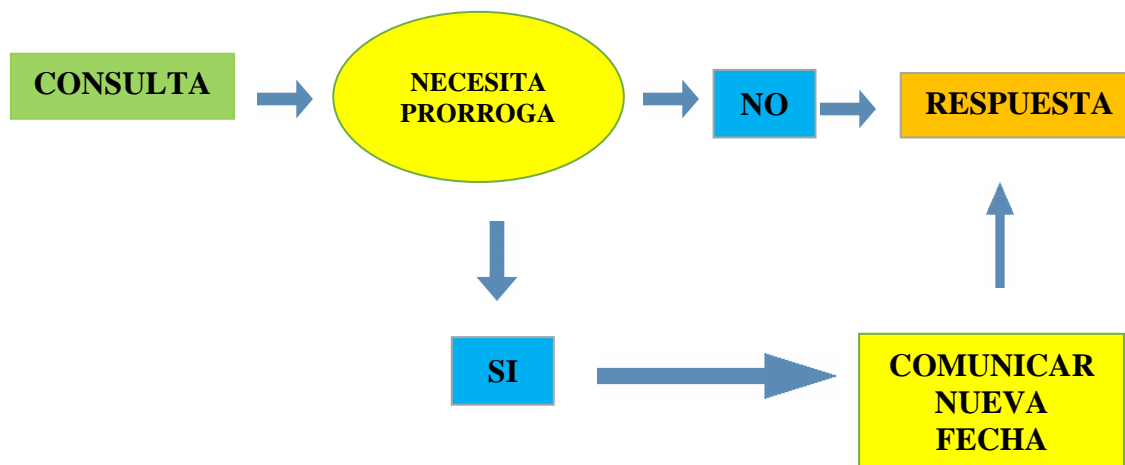 CONSULTA
NECESITA
PRORROGA
NO
RESPUESTA
SI
COMUNICAR
NUEVA
FECHA